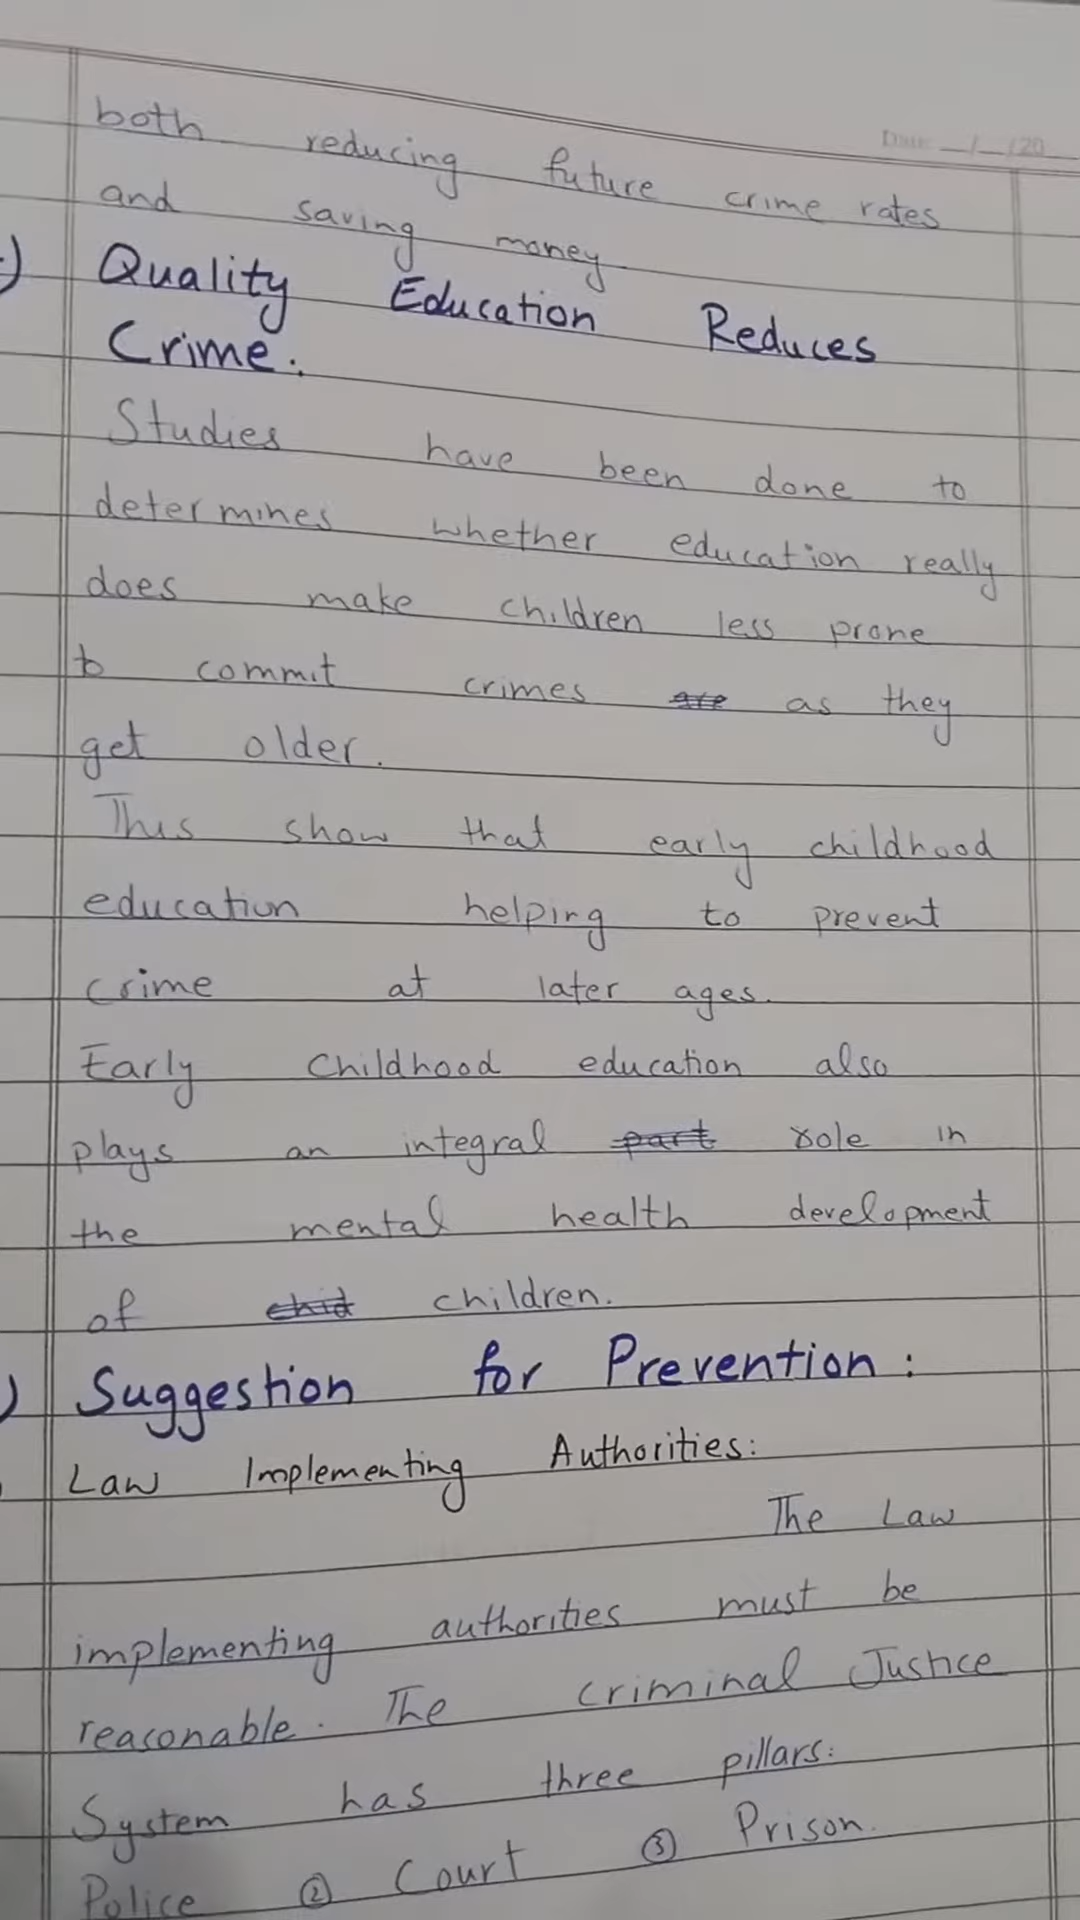 Date: __/__/20__
both reducing future crime rates
and saving money
Quality Education Reduces
Crime.
Studies have been done to
determines whether education really
does make children less prone
to commit crimes are as they
get older.
This show that early childhood
education helping to prevent
crime at later ages.
Early Childhood education also
plays an integral part role in
the mental health development
of chid children.
Suggestion for Prevention:
Law Implementing Authorities:
The Law
implementing authorities must be
reasonable. The criminal Justice
System has three pillars:
Police ② Court ③ Prison.